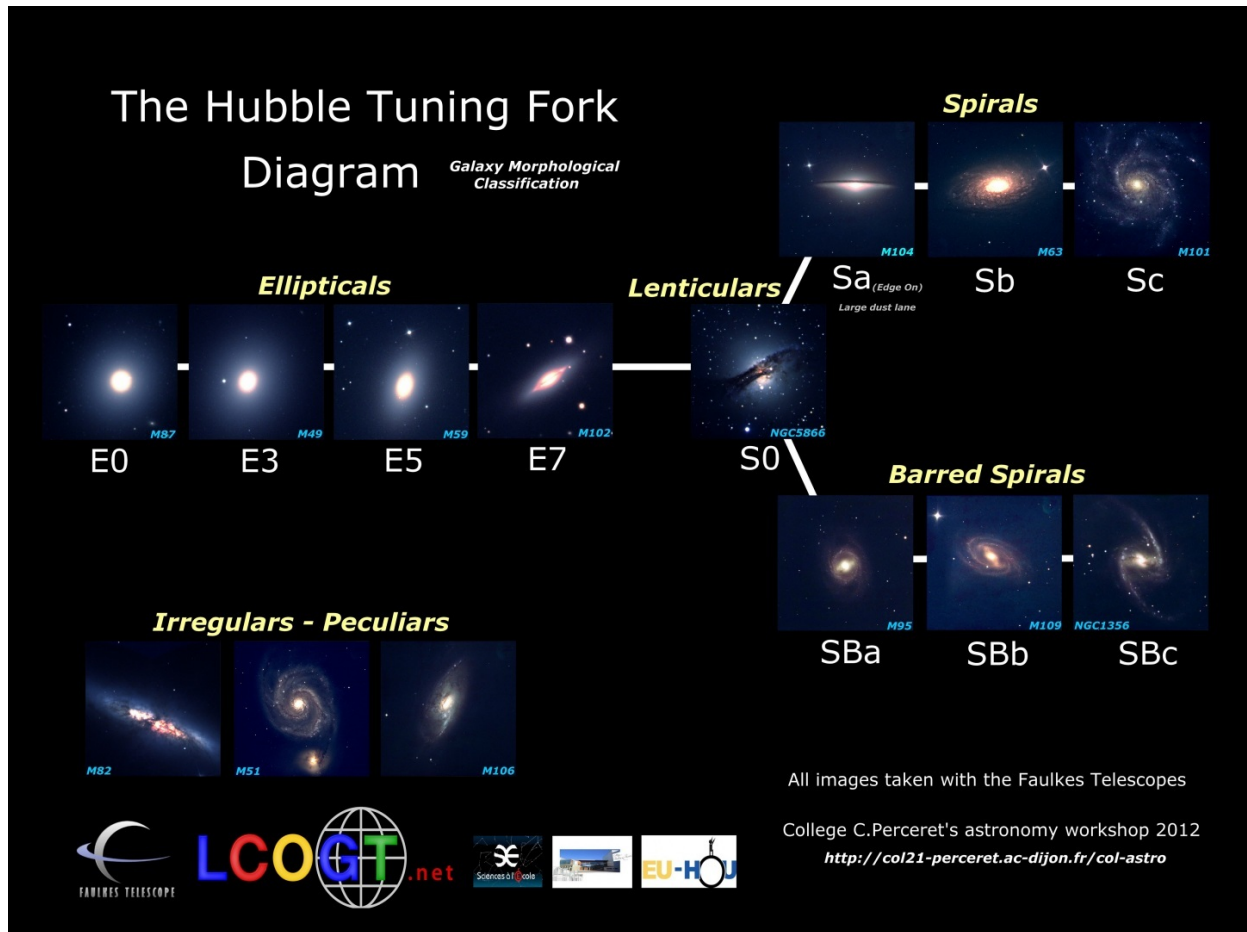 The Hubble Tuning Fork
Diagram
Galaxy Morphological
Classification
Spirals
M104
M63
M101
Sa (Edge On)
Large dust lane
Sb
Sc
Ellipticals
Lenticulars
M87
M49
M59
M102
NGC5866
E0
E3
E5
E7
S0
Barred Spirals
M95
M109
NGC1356
SBa
SBb
SBc
Irregulars - Peculiars
M82
M51
M106
All images taken with the Faulkes Telescopes
College C.Perceret's astronomy workshop 2012
http://col21-perceret.ac-dijon.fr/col-astro
FAULKES TELESCOPE
LCOGT.net
Sciences à l'École
EU-HOU